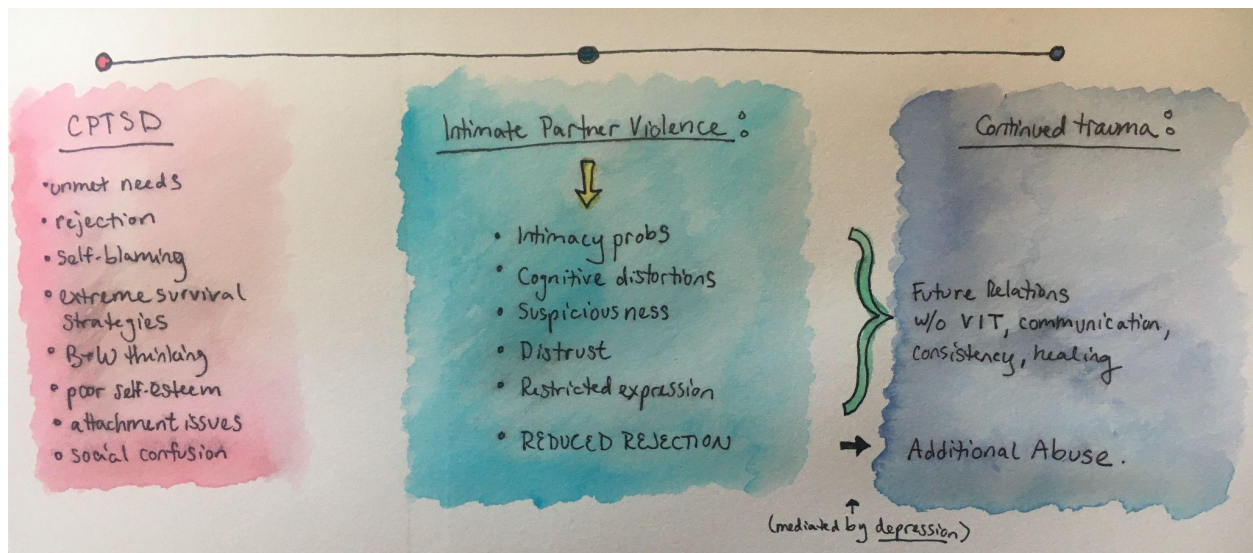 CPTSD
• unmet needs
• rejection
• self-blaming
• extreme survival
strategies
• B+W thinking
• poor self-esteem
• attachment issues
• social confusion
Intimate Partner Violence:
• Intimacy probs
• Cognitive distortions
• Suspiciousness
• Distrust
• Restricted expression
• REDUCED REJECTION
(mediated by depression)
Continued trauma:
Future Relations
w/o VIT, communication,
consistency, healing
Additional Abuse.